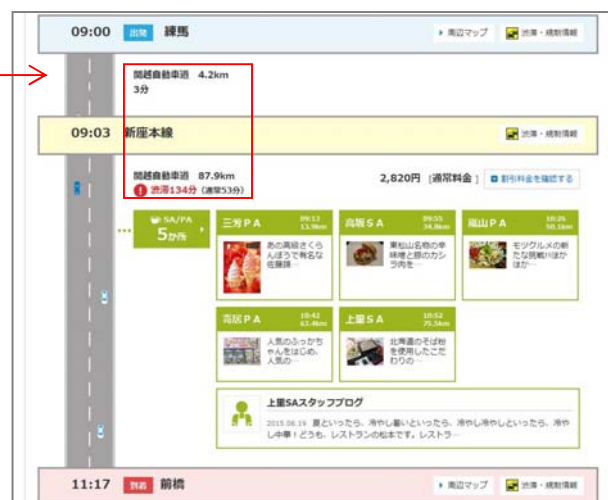 09:00 出発 練馬
周辺マップ 渋滞・規制情報
関越自動車道 4.2km
3分
09:03 新座本線
渋滞・規制情報
関越自動車道 87.9km
渋滞134分 (通常53分)
2,820円 [通常料金] 割引料金を確認する
SA/PA
5か所
三芳PA 09:13
13.9km
あの高級さくら
んぼうで有名な
佐藤錦…
高坂SA 09:55
34.8km
東松山名物の辛
味噌と豚のカシ
ラ肉を…
嵐山PA 10:26
50.1km
モツグルメの新
たな挑戦!!ほか
ほか…
高居PA 10:42
63.4km
人気のふっかち
ゃんをはじめ、
人気の…
上里SA 10:52
75.5km
北海道のそば粉
を使用したこだ
わりの…
上里SAスタッフブログ
2015.08.19 夏といったら、冷やし暑いといったら、冷やし冷やしといったら、冷や
し中華!どうも、レストランの松本です。レストラ…
11:17 到着 前橋
周辺マップ 渋滞・規制情報